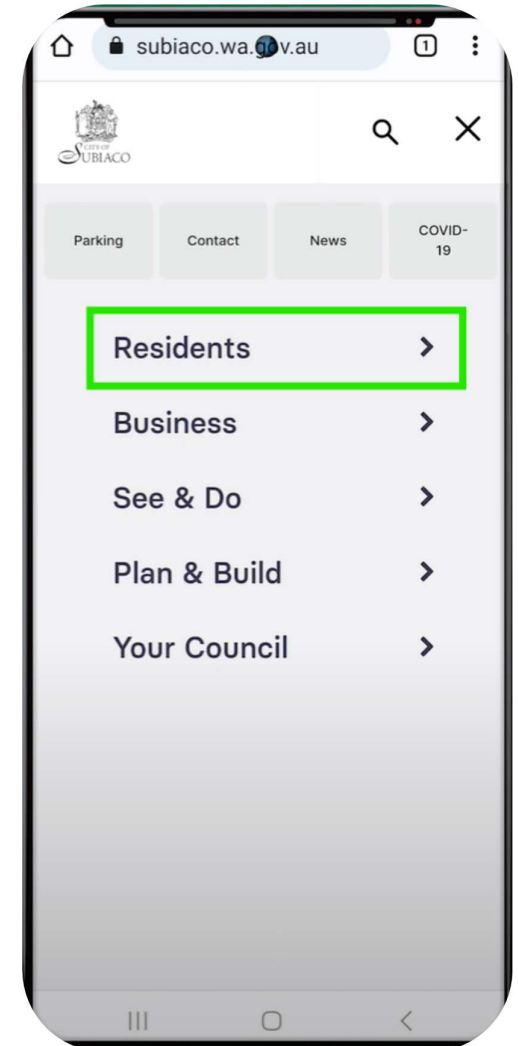 subiaco.wa.gov.au
1
CITY OF
SUBIACO
Parking
Contact
News
COVID-
19
Residents
Business
See & Do
Plan & Build
Your Council